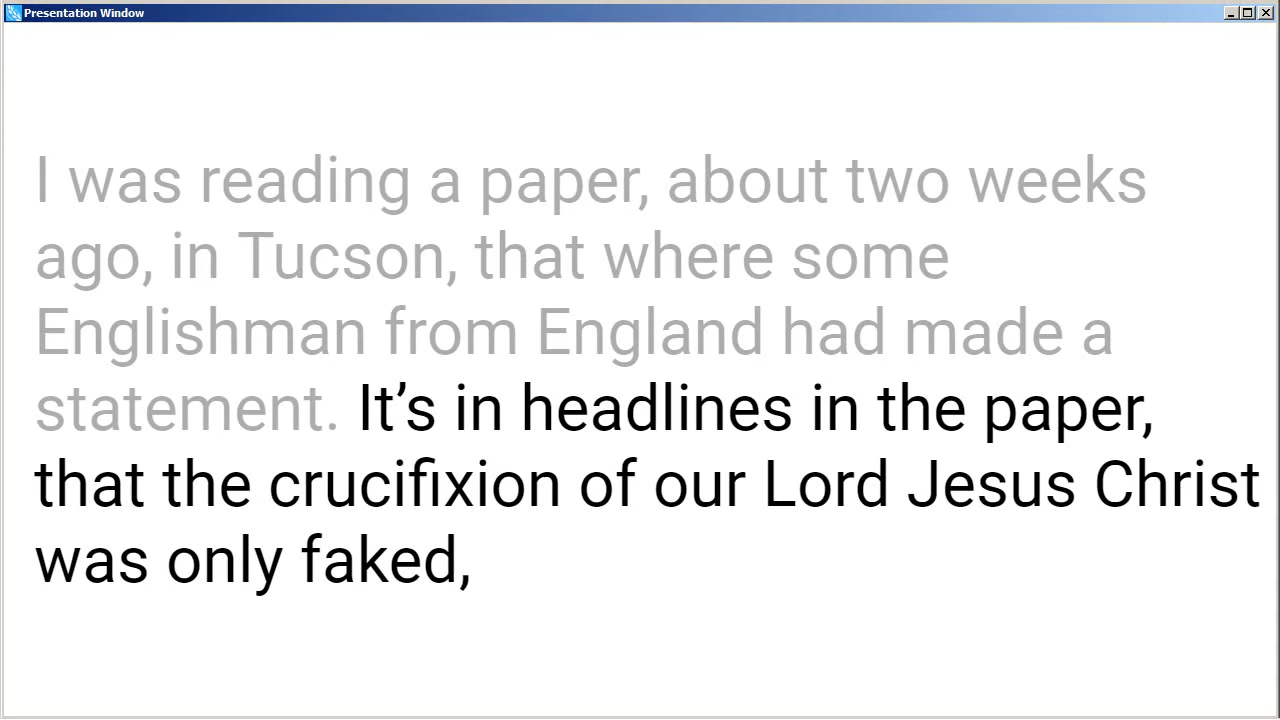 Presentation Window
I was reading a paper, about two weeks
ago, in Tucson, that where some
Englishman from England had made a
statement. It’s in headlines in the paper,
that the crucifixion of our Lord Jesus Christ
was only faked,